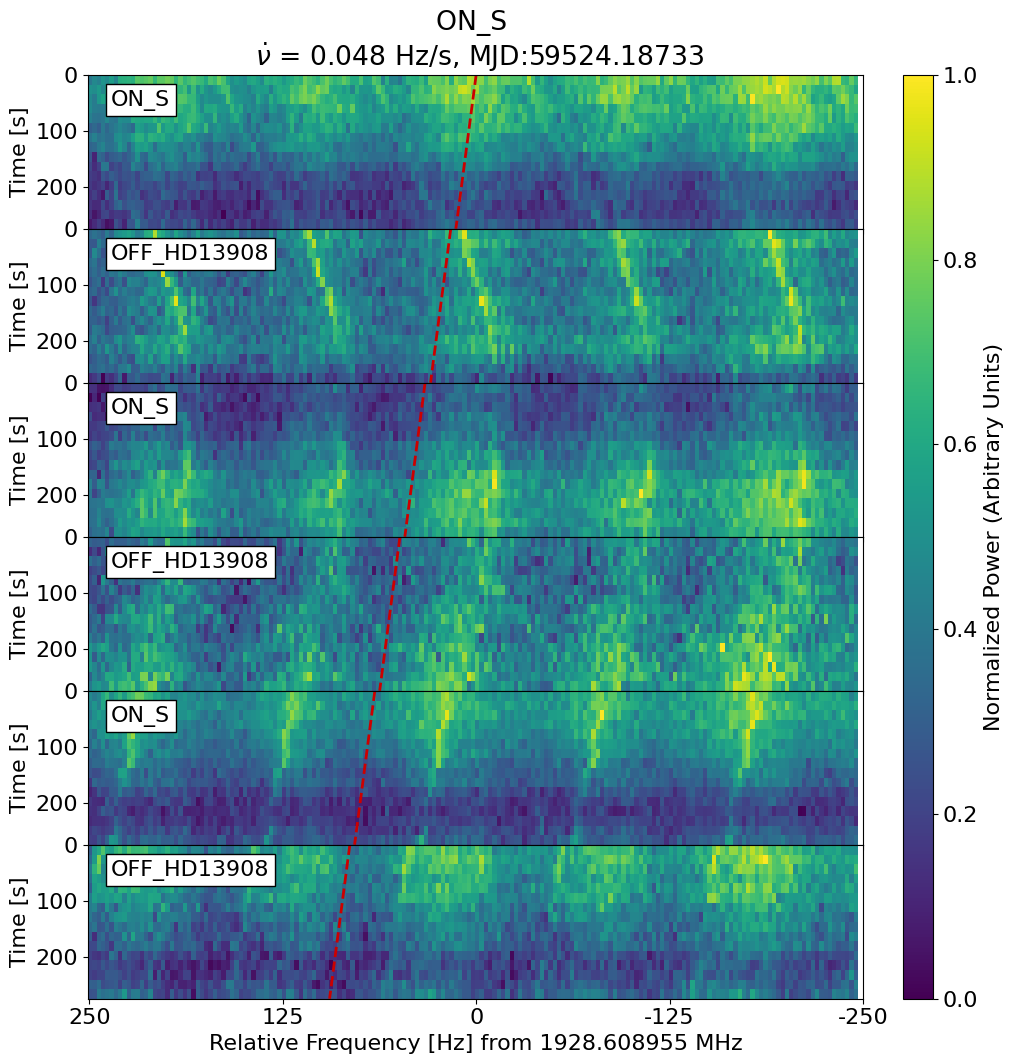 ON_S
ν̇ = 0.048 Hz/s, MJD:59524.18733
0
ON_S
100
Time [s]
200
0
OFF_HD13908
100
Time [s]
200
0
ON_S
100
Time [s]
200
0
OFF_HD13908
100
Time [s]
200
0
ON_S
100
Time [s]
200
0
OFF_HD13908
100
Time [s]
200
250 125 0 -125 -250
Relative Frequency [Hz] from 1928.608955 MHz
1.0
0.8
0.6
0.4
0.2
0.0
Normalized Power (Arbitrary Units)